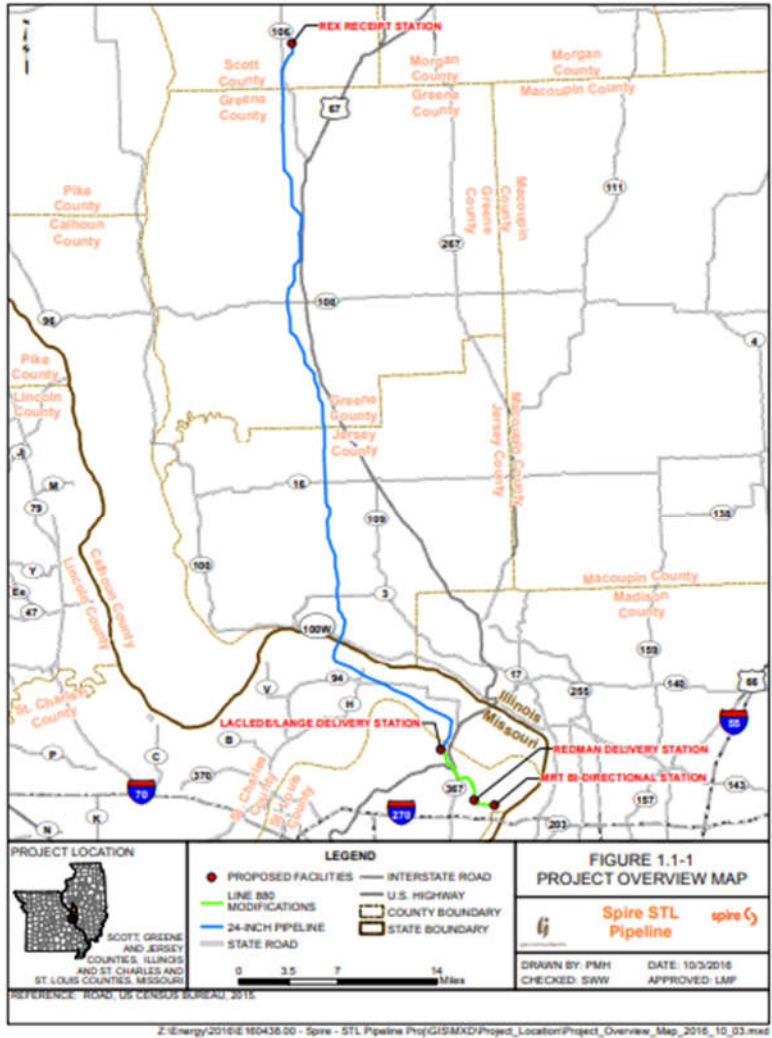 106
REX RECEIPT STATION
Scott
County
Greene
County
Morgan
County
Greene
County
Morgan
County
Macoupin County
67
Pike
County
Calhoun
County
Macoupin
County
Greene
County
111
267
96
108
4
Pike
County
Lincoln
County
Greene
County
Jersey
County
Macoupin County
Jersey County
J
M
79
16
109
138
Y
Ee
47
Calhoun County
Lincoln County
100
3
Macoupin County
Madison
County
100W
159
St. Charles
County
V
94
H
17
255
140
66
Illinois
Missouri
LACLEDE/LANGE DELIVERY STATION
55
P
C
B
370
REDMAN DELIVERY STATION
MRT BI-DIRECTIONAL STATION
70
St. Charles
County
St. Louis
County
367
143
157
270
N
K
203
PROJECT LOCATION
SCOTT, GREENE
AND JERSEY
COUNTIES, ILLINOIS
AND ST. CHARLES AND
ST. LOUIS COUNTIES, MISSOURI
LEGEND
PROPOSED FACILITIES
LINE 880
MODIFICATIONS
24-INCH PIPELINE
STATE ROAD
INTERSTATE ROAD
U.S. HIGHWAY
COUNTY BOUNDARY
STATE BOUNDARY
0 3.5 7 14
Miles
FIGURE 1.1-1
PROJECT OVERVIEW MAP
Spire STL
Pipeline
spire
DRAWN BY: PMH DATE: 10/3/2016
CHECKED: SWW APPROVED: LMF
REFERENCE: ROAD, US CENSUS BUREAU, 2015.
Z:\Energy\2016\E160438.00 - Spire - STL Pipeline Proj\GIS\MXD\Project_Location\Project_Overview_Map_2016_10_03.mxd